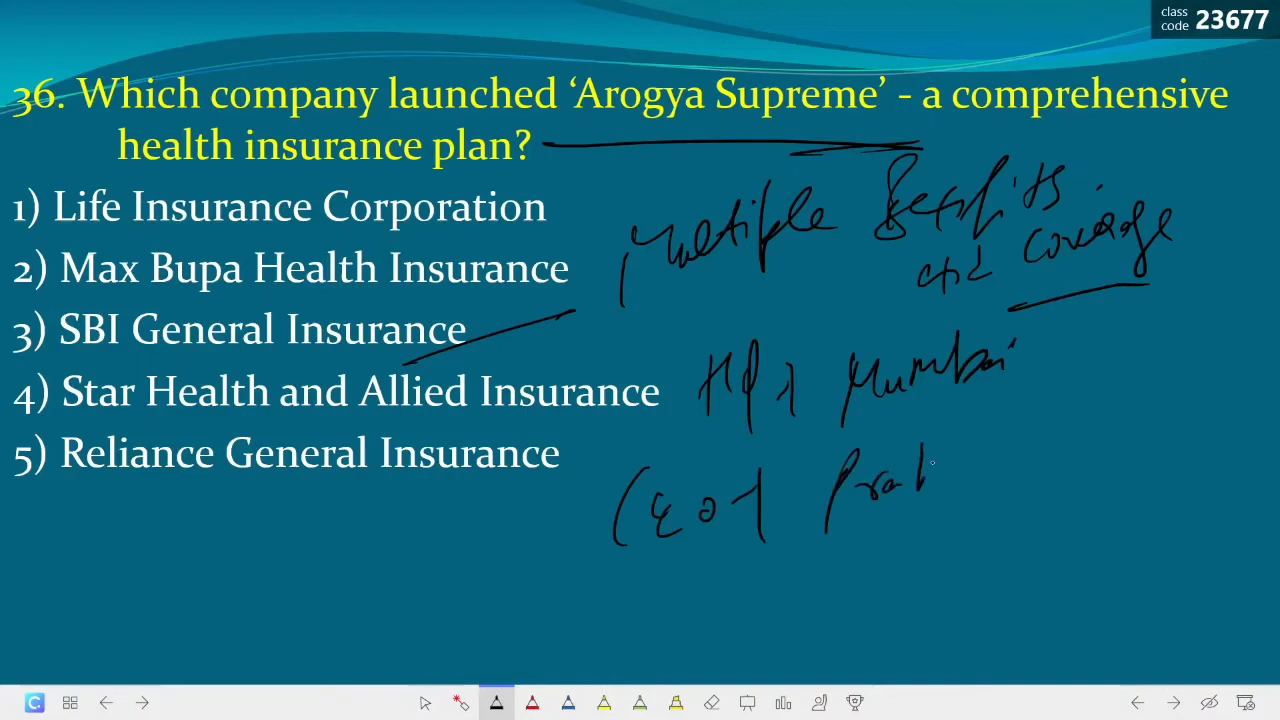 class code 23677
36. Which company launched ‘Arogya Supreme’ - a comprehensive
health insurance plan?
1) Life Insurance Corporation
2) Max Bupa Health Insurance
3) SBI General Insurance
4) Star Health and Allied Insurance
5) Reliance General Insurance
Multiple Benefits
and Coverage
HQ Mumbai
CEO